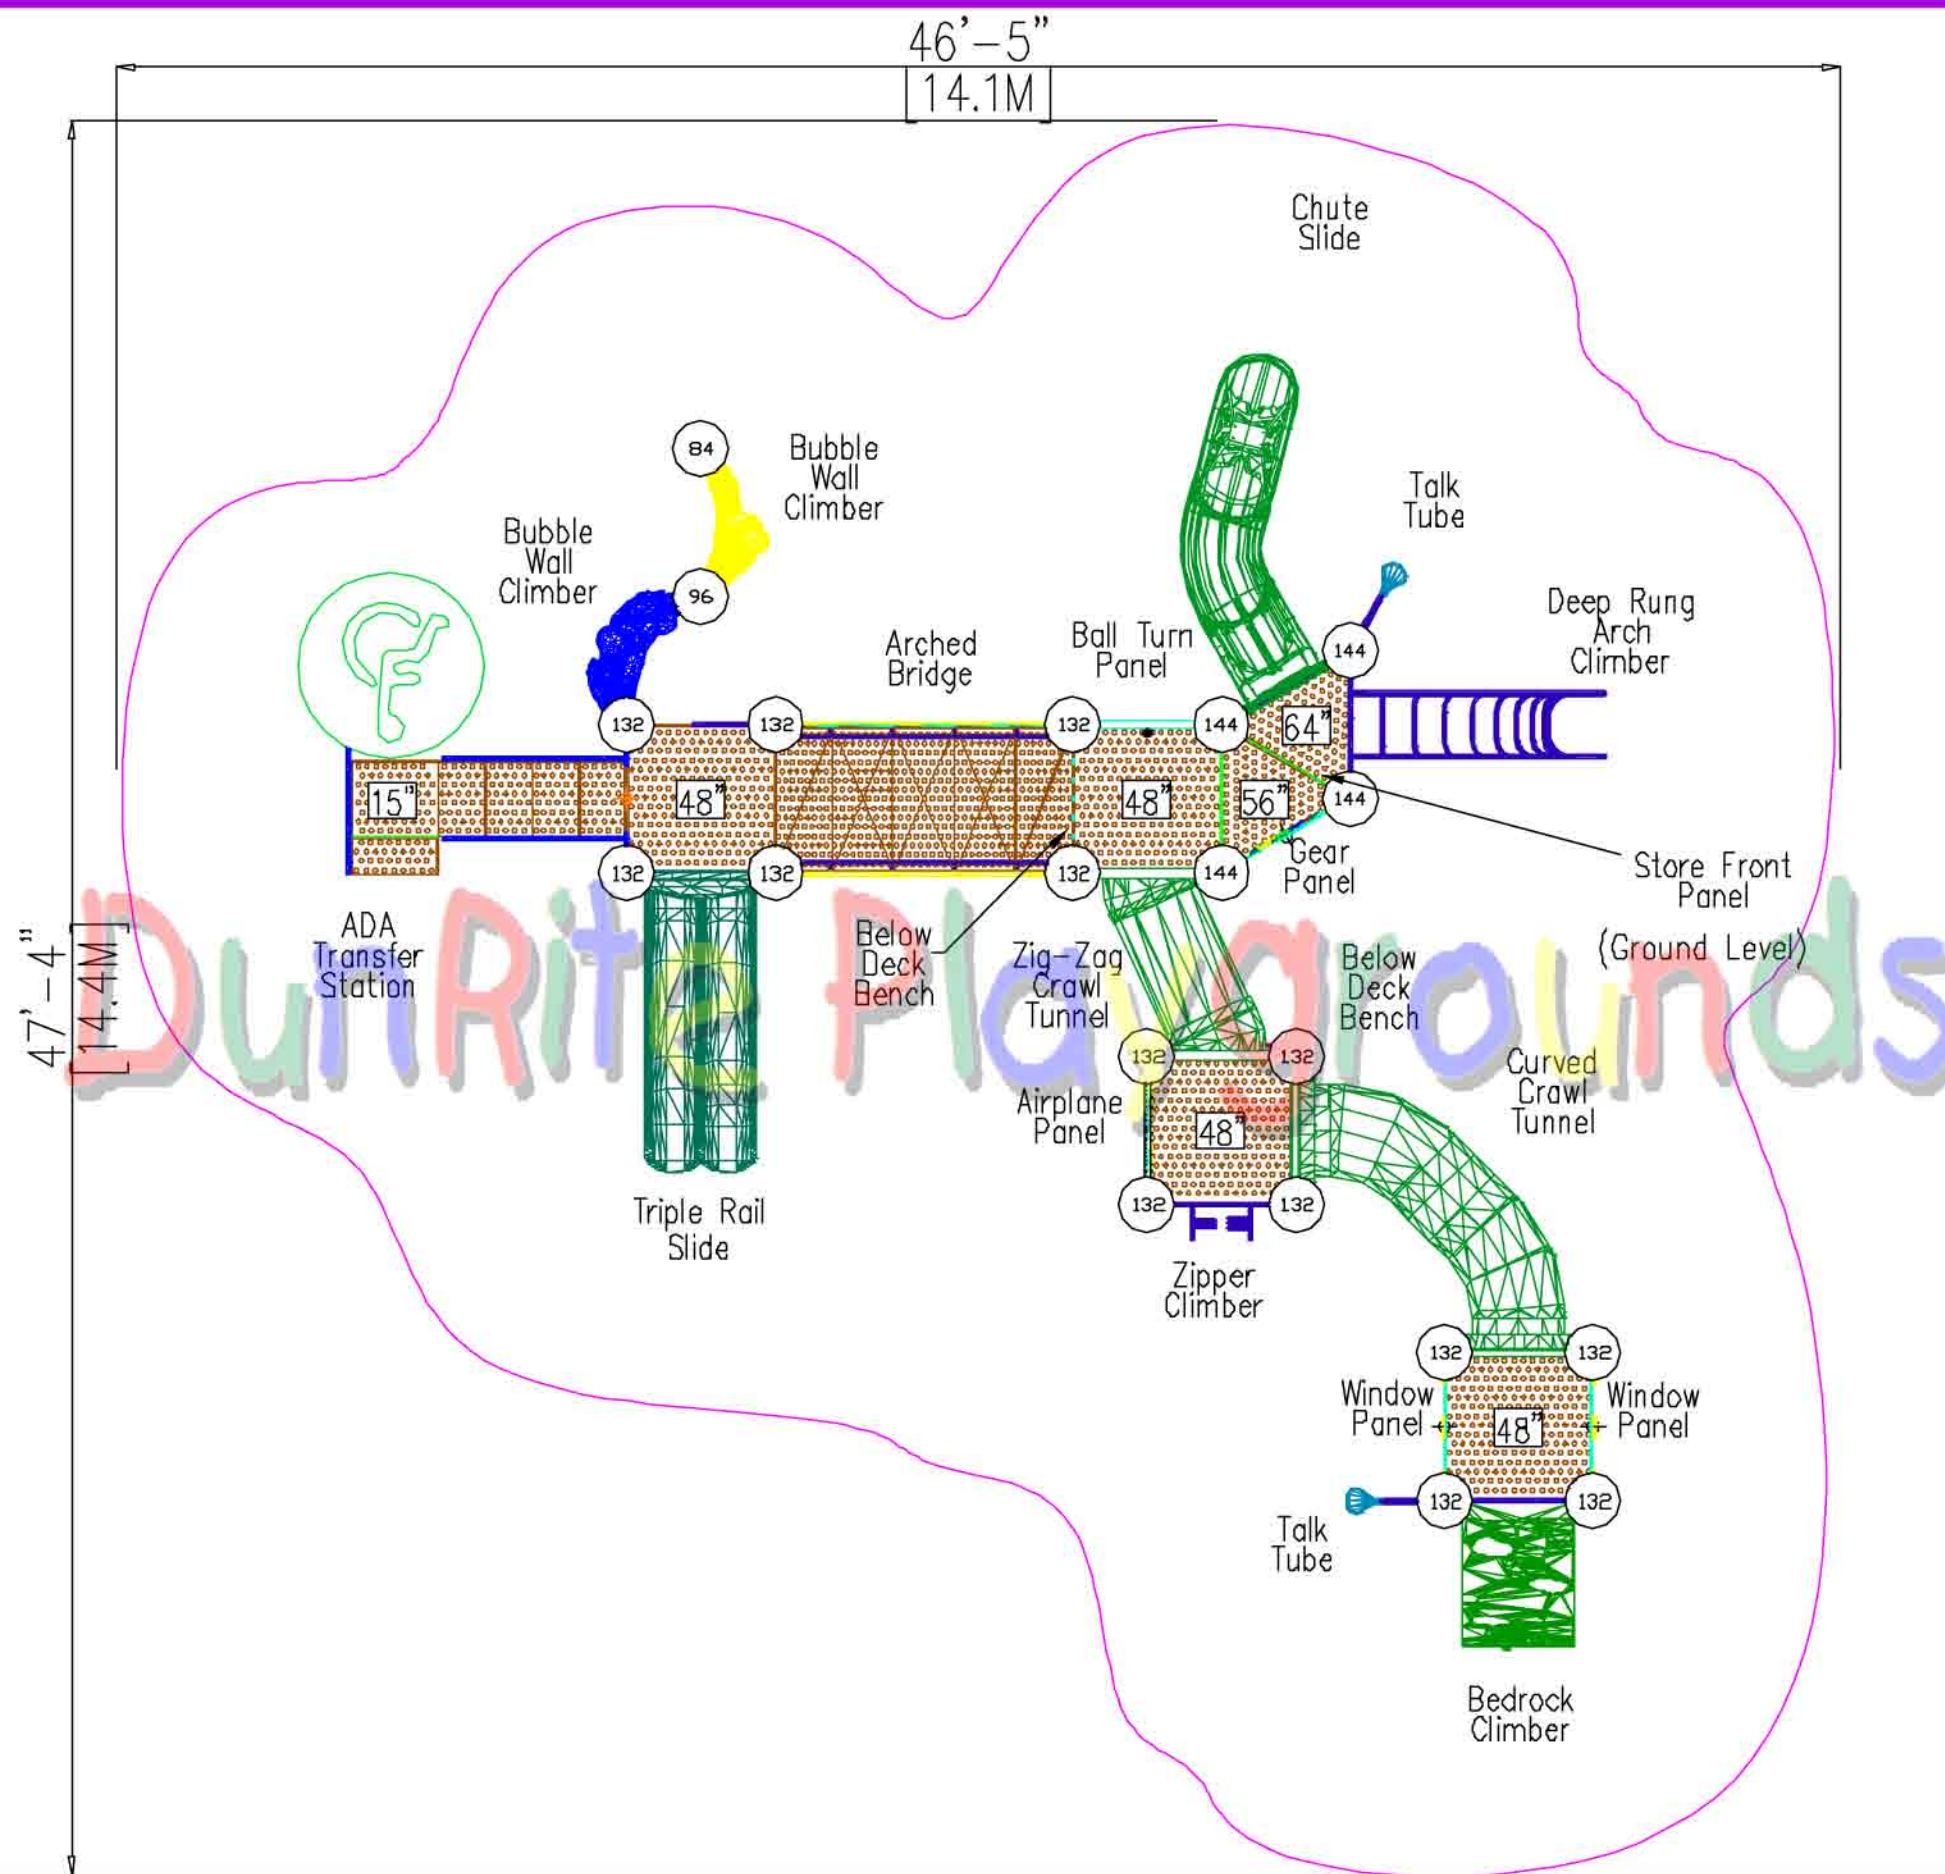 46'-5"
14.1M
Chute
Slide
84
Bubble
Wall
Climber
Talk
Tube
Bubble
Wall
Climber
96
Deep Rung
Arch
Climber
Arched
Bridge
Ball Turn
Panel
144
132
132
132
144
64"
15"
48"
48"
56"
144
132
132
132
144
Gear
Panel
Store Front
Panel
(Ground Level)
DunRite Playgrounds
ADA
Transfer
Station
Below
Deck
Bench
Zig-Zag
Crawl
Tunnel
Below
Deck
Bench
47'-4"
14.4M
132
132
Curved
Crawl
Tunnel
Airplane
Panel
48"
132
132
Triple Rail
Slide
Zipper
Climber
132
132
Window
Panel
48"
Window
Panel
132
132
Talk
Tube
Bedrock
Climber